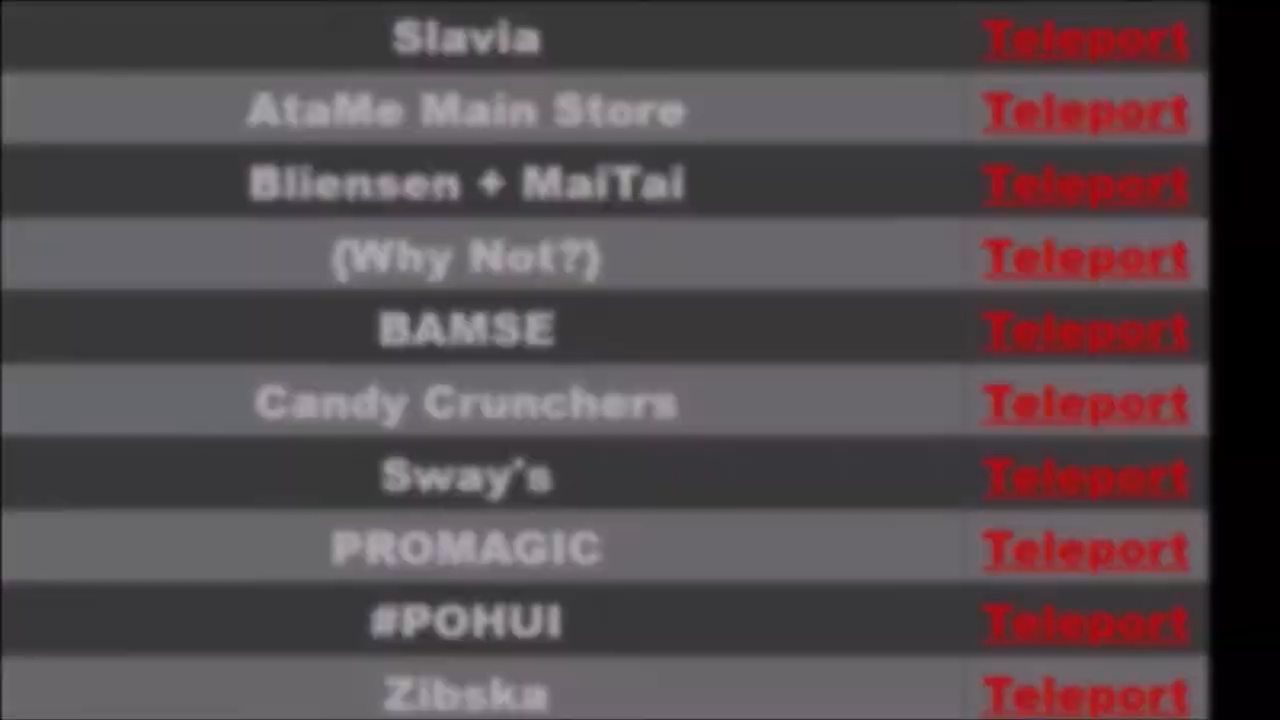 Slavia Teleport
AtaMe Main Store Teleport
Bliensen + MaiTai Teleport
(Why Not?) Teleport
BAMSE Teleport
Candy Crunchers Teleport
Sway's Teleport
PROMAGIC Teleport
#POHUI Teleport
Zibska Teleport